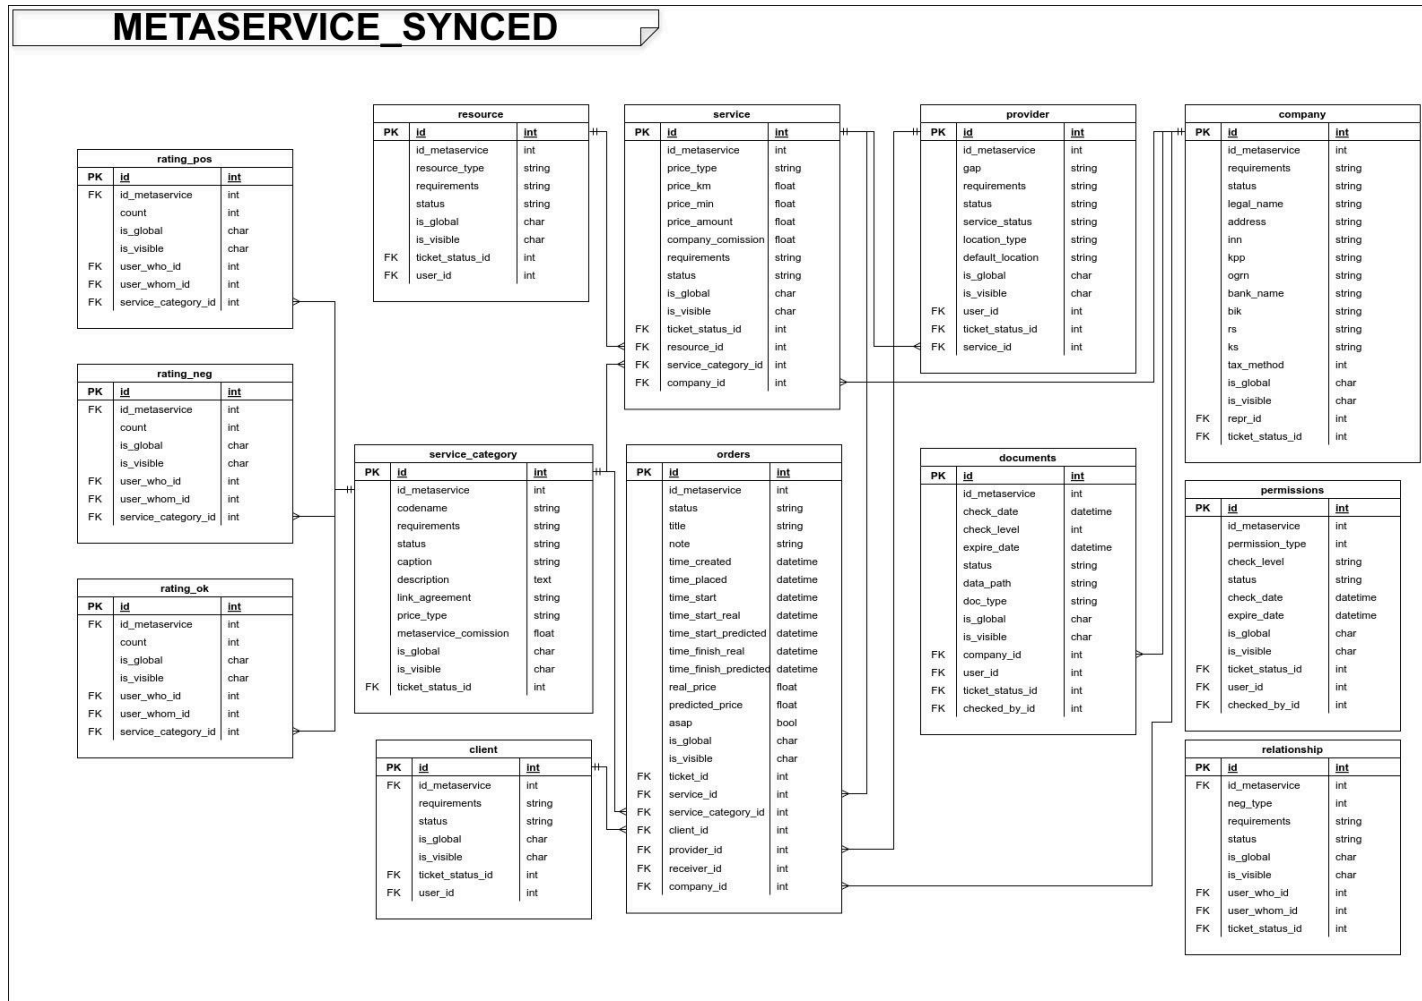 METASERVICE_SYNCED
rating_pos
PK id int
FK id_metaservice int
count int
is_global char
is_visible char
FK user_who_id int
FK user_whom_id int
FK service_category_id int
rating_neg
PK id int
FK id_metaservice int
count int
is_global char
is_visible char
FK user_who_id int
FK user_whom_id int
FK service_category_id int
rating_ok
PK id int
FK id_metaservice int
count int
is_global char
is_visible char
FK user_who_id int
FK user_whom_id int
FK service_category_id int
resource
PK id int
id_metaservice int
resource_type string
requirements string
status string
is_global char
is_visible char
FK ticket_status_id int
FK user_id int
service_category
PK id int
id_metaservice int
codename string
requirements string
status string
caption string
description text
link_agreement string
price_type string
metaservice_comission float
is_global char
is_visible char
FK ticket_status_id int
client
PK id int
FK id_metaservice int
requirements string
status string
is_global char
is_visible char
FK ticket_status_id int
FK user_id int
service
PK id int
id_metaservice int
price_type string
price_km float
price_min float
price_amount float
company_comission float
requirements string
status string
is_global char
is_visible char
FK ticket_status_id int
FK resource_id int
FK service_category_id int
FK company_id int
orders
PK id int
id_metaservice int
status string
title string
note string
time_created datetime
time_placed datetime
time_start datetime
time_start_real datetime
time_start_predicted datetime
time_finish_real datetime
time_finish_predicted datetime
real_price float
predicted_price float
asap bool
is_global char
is_visible char
FK ticket_id int
FK service_id int
FK service_category_id int
FK client_id int
FK provider_id int
FK receiver_id int
FK company_id int
provider
PK id int
id_metaservice int
gap string
requirements string
status string
service_status string
location_type string
default_location string
is_global char
is_visible char
FK user_id int
FK ticket_status_id int
FK service_id int
documents
PK id int
id_metaservice int
check_date datetime
check_level int
expire_date datetime
status string
data_path string
doc_type string
is_global char
is_visible char
FK company_id int
FK user_id int
FK ticket_status_id int
FK checked_by_id int
company
PK id int
id_metaservice int
requirements string
status string
legal_name string
address string
inn string
kpp string
ogrn string
bank_name string
bik string
rs string
ks string
tax_method int
is_global char
is_visible char
FK repr_id int
FK ticket_status_id int
permissions
PK id int
id_metaservice int
permission_type int
check_level string
status string
check_date datetime
expire_date datetime
is_global char
is_visible char
FK ticket_status_id int
FK user_id int
FK checked_by_id int
relationship
PK id int
FK id_metaservice int
neg_type int
requirements string
status string
is_global char
is_visible char
FK user_who_id int
FK user_whom_id int
FK ticket_status_id int